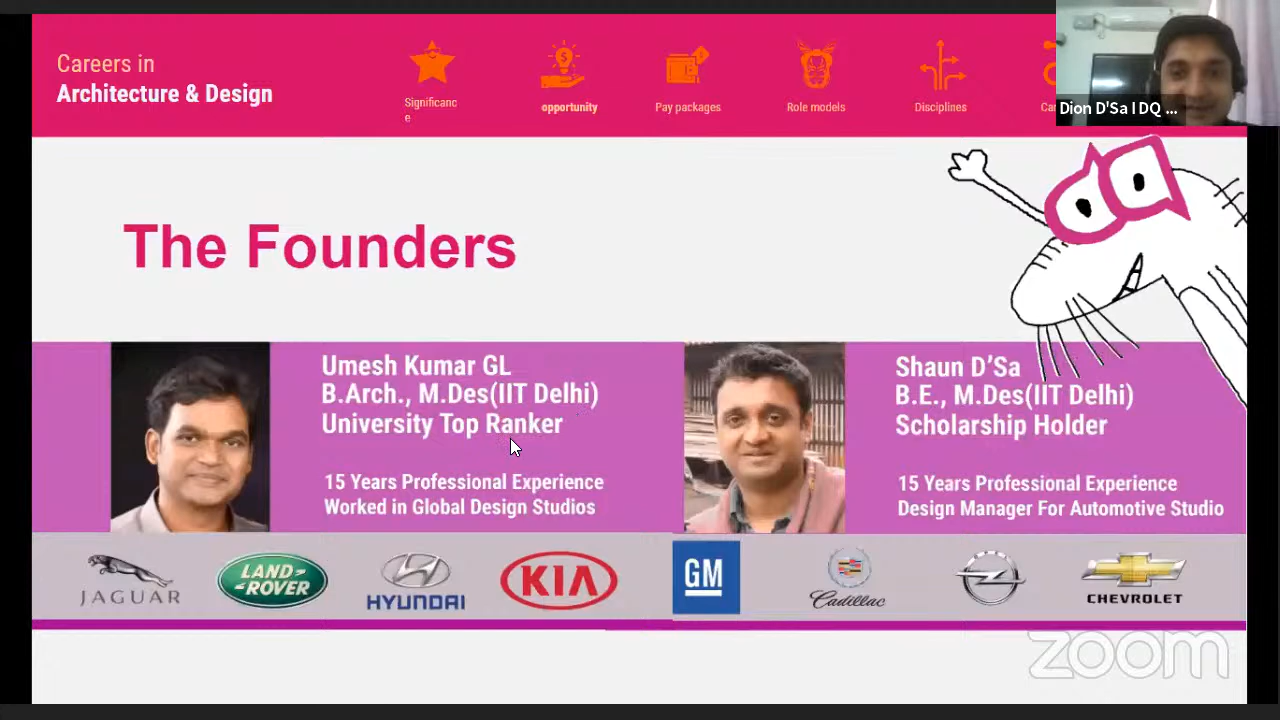 Careers in
Architecture & Design
Significanc
e
opportunity
Pay packages
Role models
Disciplines
Dion D'Sa I DQ ...
The Founders
Umesh Kumar GL
B.Arch., M.Des(IIT Delhi)
University Top Ranker
15 Years Professional Experience
Worked in Global Design Studios
Shaun D’Sa
B.E., M.Des(IIT Delhi)
Scholarship Holder
15 Years Professional Experience
Design Manager For Automotive Studio
JAGUAR
LAND-
-ROVER
HYUNDAI
KIA
GM
Cadillac
CHEVROLET
zoom